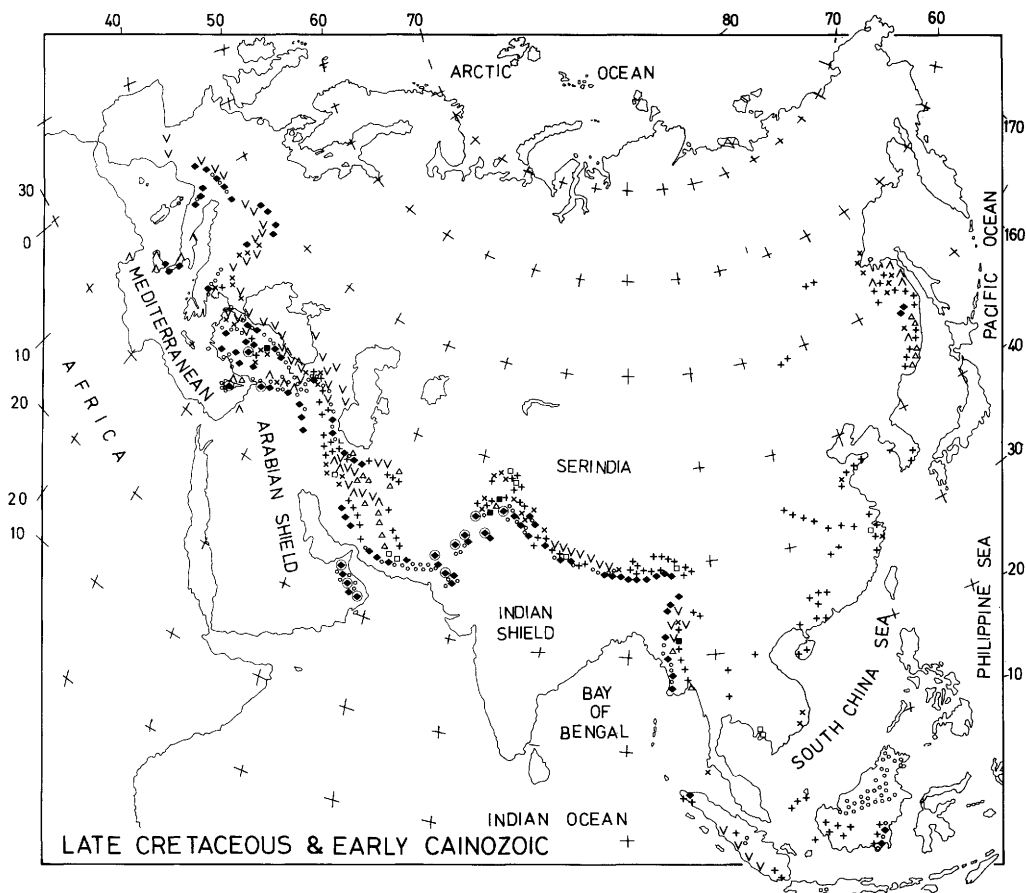 40 50 60 70 80 70 60
ARCTIC OCEAN
170
30
0
160
PACIFIC OCEAN
MEDITERRANEAN
10
40
AFRICA
20
ARABIAN SHIELD
SERINDIA
30
20
10
20
INDIAN
SHIELD
PHILIPPINE SEA
SOUTH CHINA SEA
BAY
OF
BENGAL
10
INDIAN OCEAN
LATE CRETACEOUS & EARLY CAINOZOIC